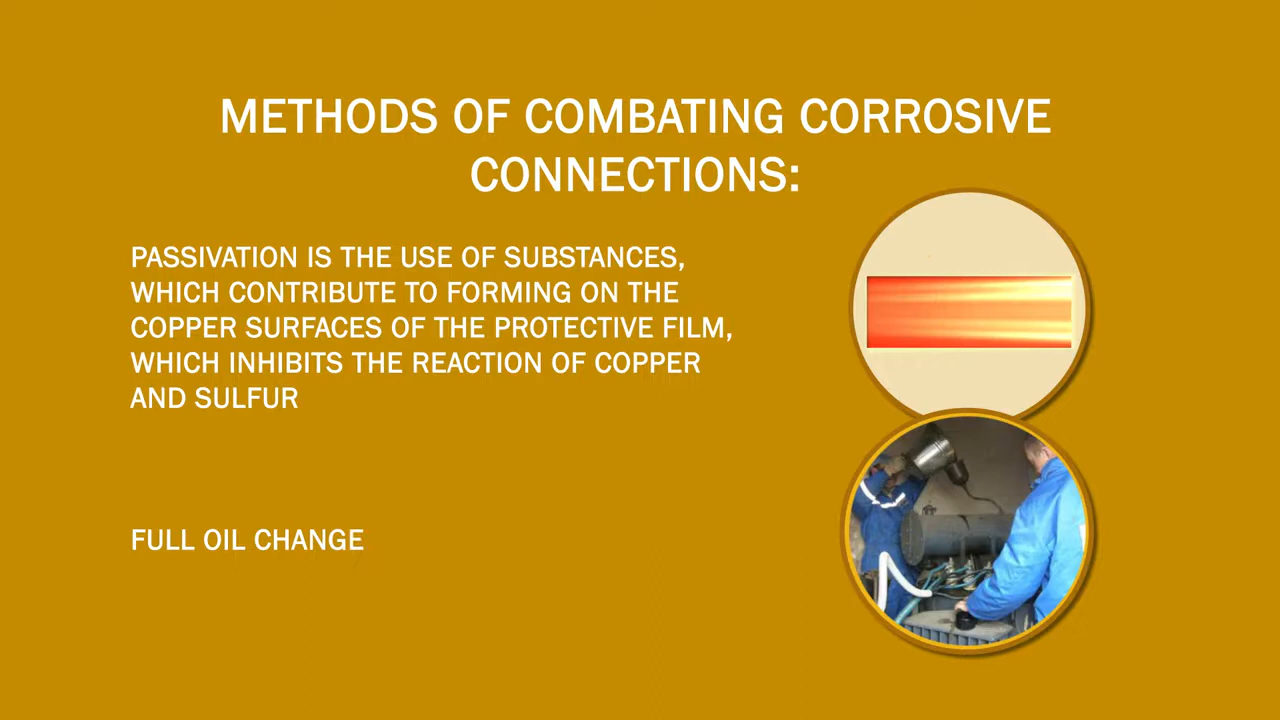 METHODS OF COMBATING CORROSIVE
CONNECTIONS:
PASSIVATION IS THE USE OF SUBSTANCES,
WHICH CONTRIBUTE TO FORMING ON THE
COPPER SURFACES OF THE PROTECTIVE FILM,
WHICH INHIBITS THE REACTION OF COPPER
AND SULFUR
FULL OIL CHANGE